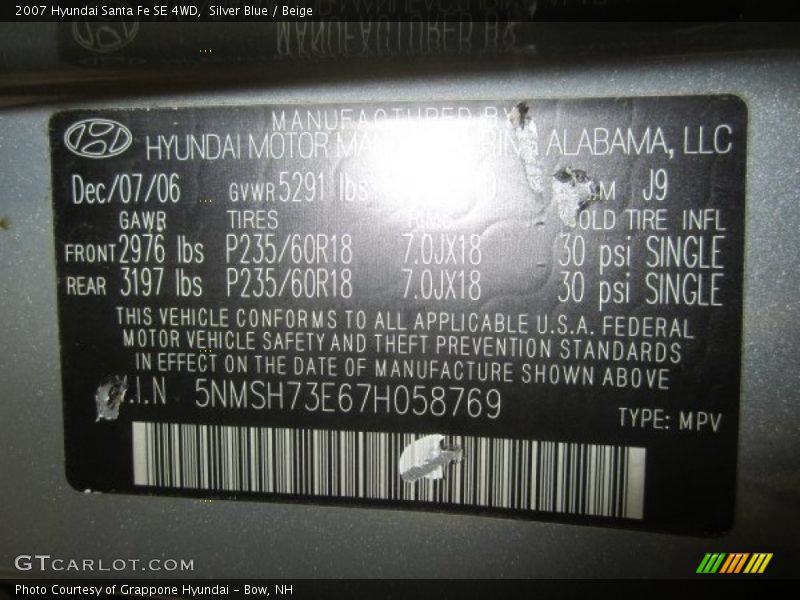 2007 Hyundai Santa Fe SE 4WD,  Silver Blue / Beige
MANUFACTURED BY
HYUNDAI MOTOR MANUFACTURING ALABAMA, LLC
Dec/07/06 GVWR 5291 lbs J9
GAWR TIRES COLD TIRE INFL
FRONT 2976 lbs P235/60R18 7.0JX18 30 psi SINGLE
REAR 3197 lbs P235/60R18 7.0JX18 30 psi SINGLE
THIS VEHICLE CONFORMS TO ALL APPLICABLE U.S.A. FEDERAL
MOTOR VEHICLE SAFETY AND THEFT PREVENTION STANDARDS
IN EFFECT ON THE DATE OF MANUFACTURE SHOWN ABOVE
V.I.N 5NMSH73E67H058769
TYPE: MPV
GTCARLOT.COM
Photo Courtesy of Grappone Hyundai - Bow, NH